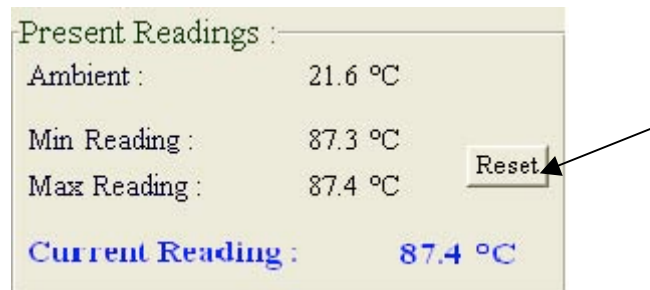 Present Readings :
Ambient : 21.6 °C
Min Reading : 87.3 °C
Reset
Max Reading : 87.4 °C
Current Reading : 87.4 °C